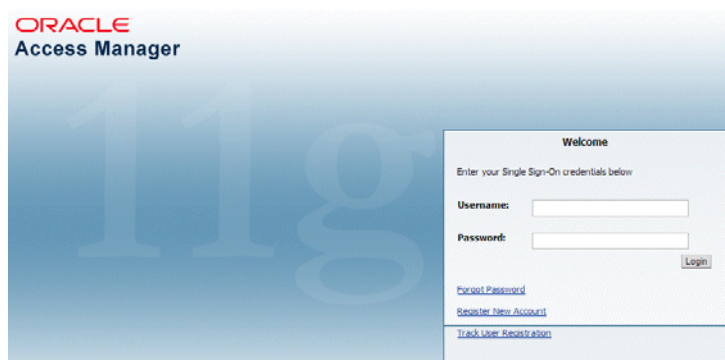 ORACLE
Access Manager
11g
Welcome
Enter your Single Sign-On credentials below
Username:
Password:
Login
Forgot Password
Register New Account
Track User Registration